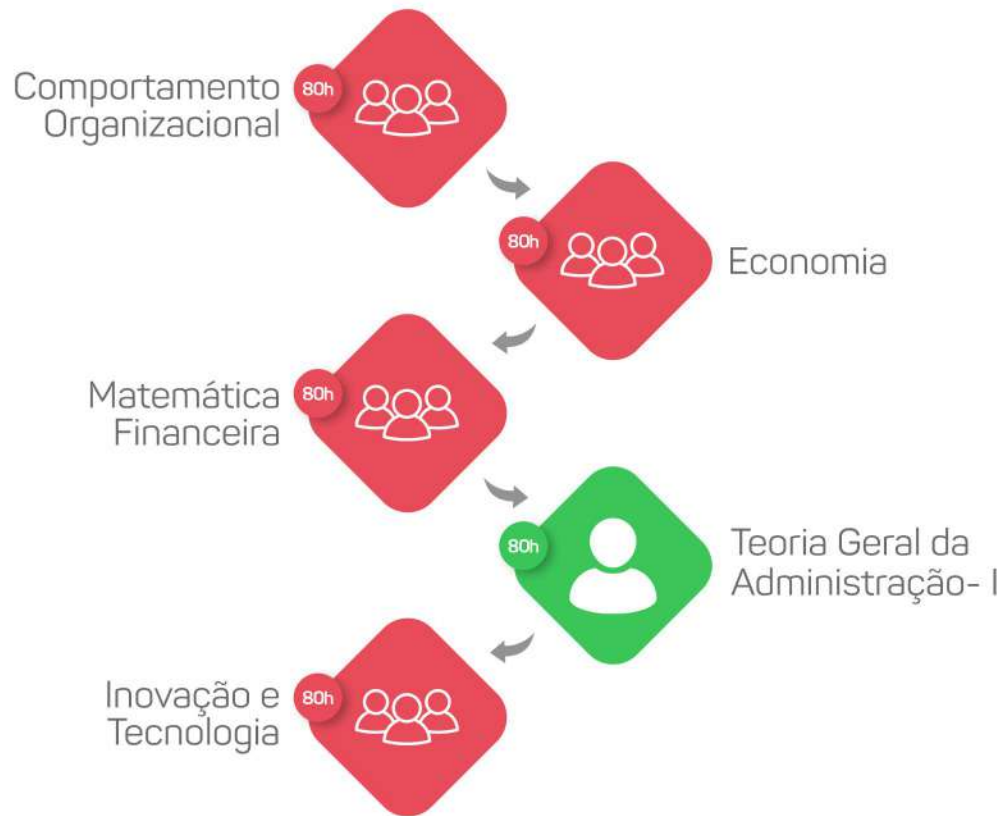 Comportamento
Organizacional
80h
80h
Economia
Matemática
Financeira
80h
80h
Teoria Geral da
Administração- I
Inovação e
Tecnologia
80h